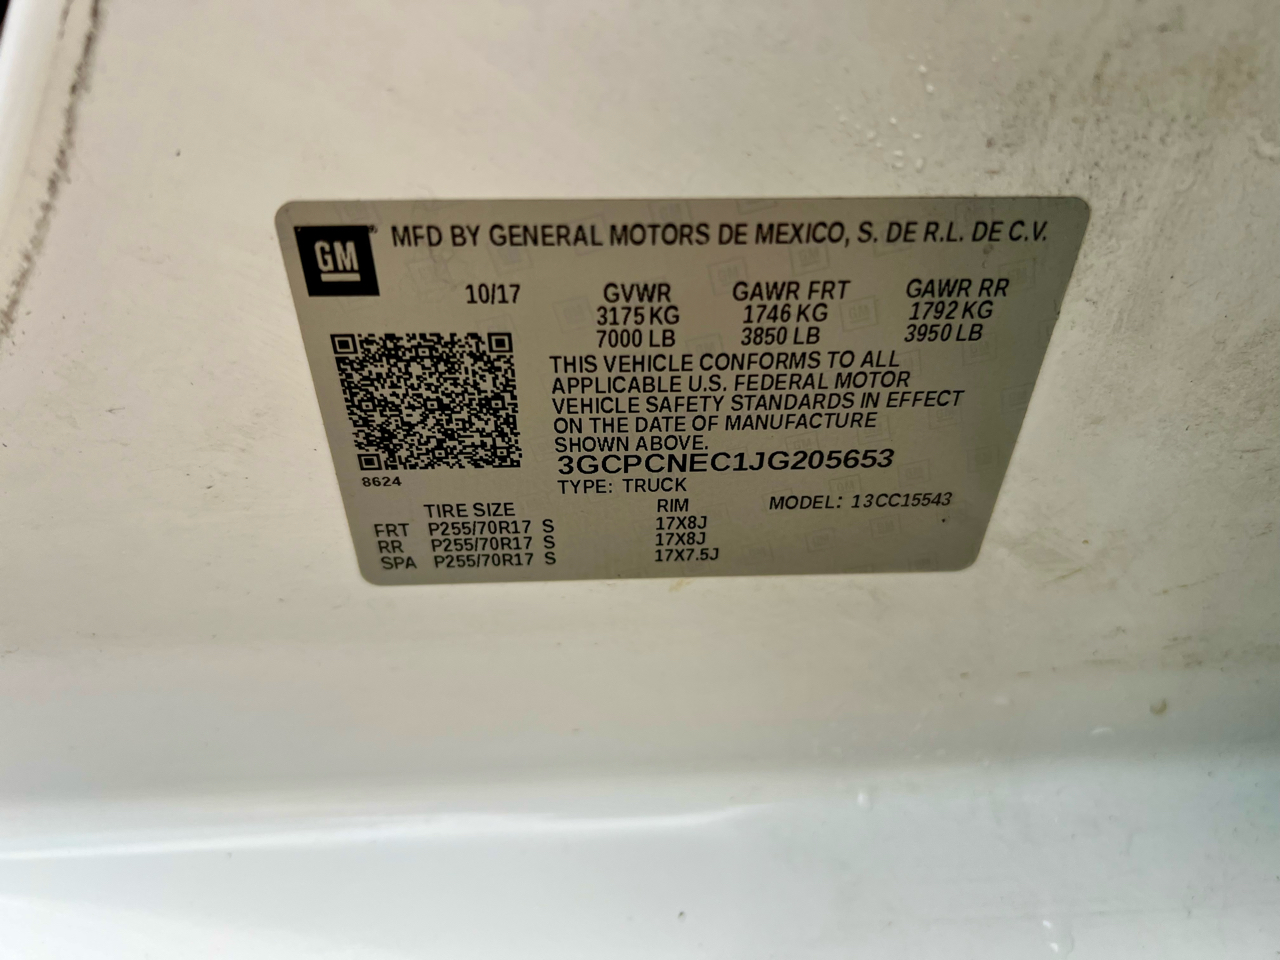 GM® MFD BY GENERAL MOTORS DE MEXICO, S. DE R.L. DE C.V.
10/17 GVWR GAWR FRT GAWR RR
3175 KG 1746 KG 1792 KG
7000 LB 3850 LB 3950 LB
THIS VEHICLE CONFORMS TO ALL
APPLICABLE U.S. FEDERAL MOTOR
VEHICLE SAFETY STANDARDS IN EFFECT
ON THE DATE OF MANUFACTURE
SHOWN ABOVE.
3GCPCNEC1JG205653
8624
TYPE: TRUCK
MODEL: 13CC15543
TIRE SIZE RIM
FRT P255/70R17 S 17X8J
RR P255/70R17 S 17X8J
SPA P255/70R17 S 17X7.5J